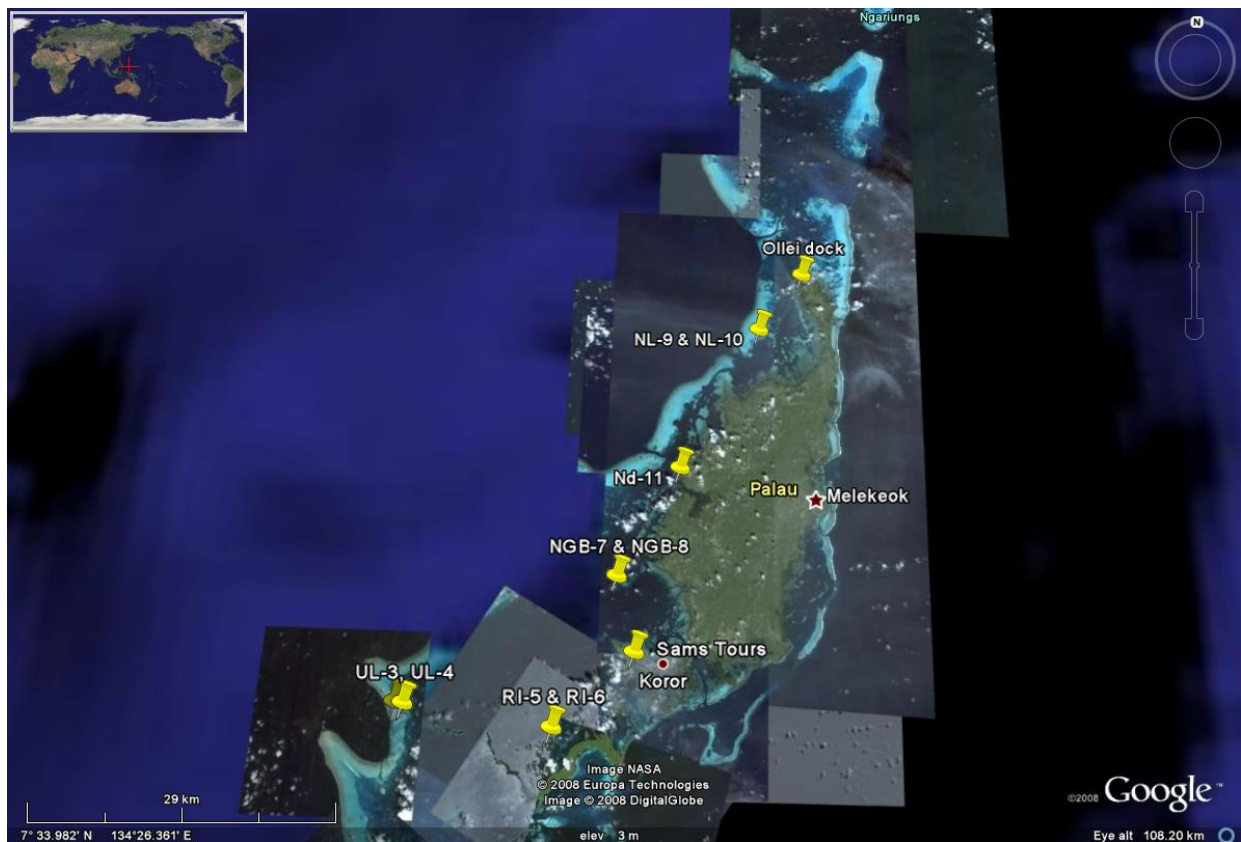 Ngariungs
N
Ollei dock
NL-9 & NL-10
Nd-11
Palau
Melekeok
NGB-7 & NGB-8
Sams Tours
Koror
UL-3, UL-4
RI-5 & RI-6
Image NASA
© 2008 Europa Technologies
Image © 2008 DigitalGlobe
29 km
©2008 Google™
7° 33.982' N 134°26.361' E elev 3 m Eye alt 108.20 km